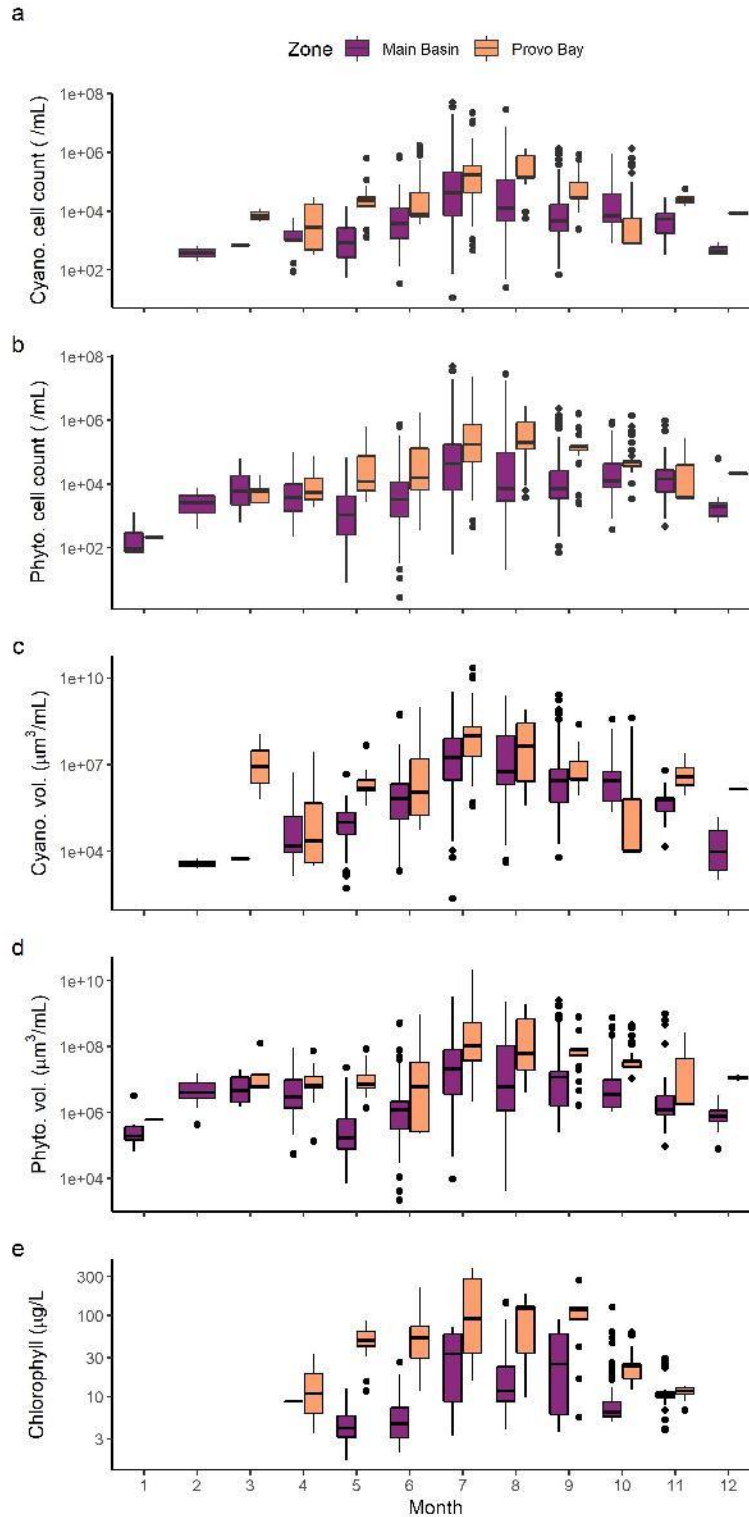 a
Zone Main Basin Provo Bay
Cyano. cell count ( /mL)
1e+08
1e+06
1e+04
1e+02
b
Phyto. cell count ( /mL)
1e+08
1e+06
1e+04
1e+02
c
Cyano. vol. (µm³/mL)
1e+10
1e+07
1e+04
d
Phyto. vol. (µm³/mL)
1e+10
1e+08
1e+06
1e+04
e
Chlorophyll (µg/L
300
100
30
10
3
1 2 3 4 5 6 7 8 9 10 11 12
Month